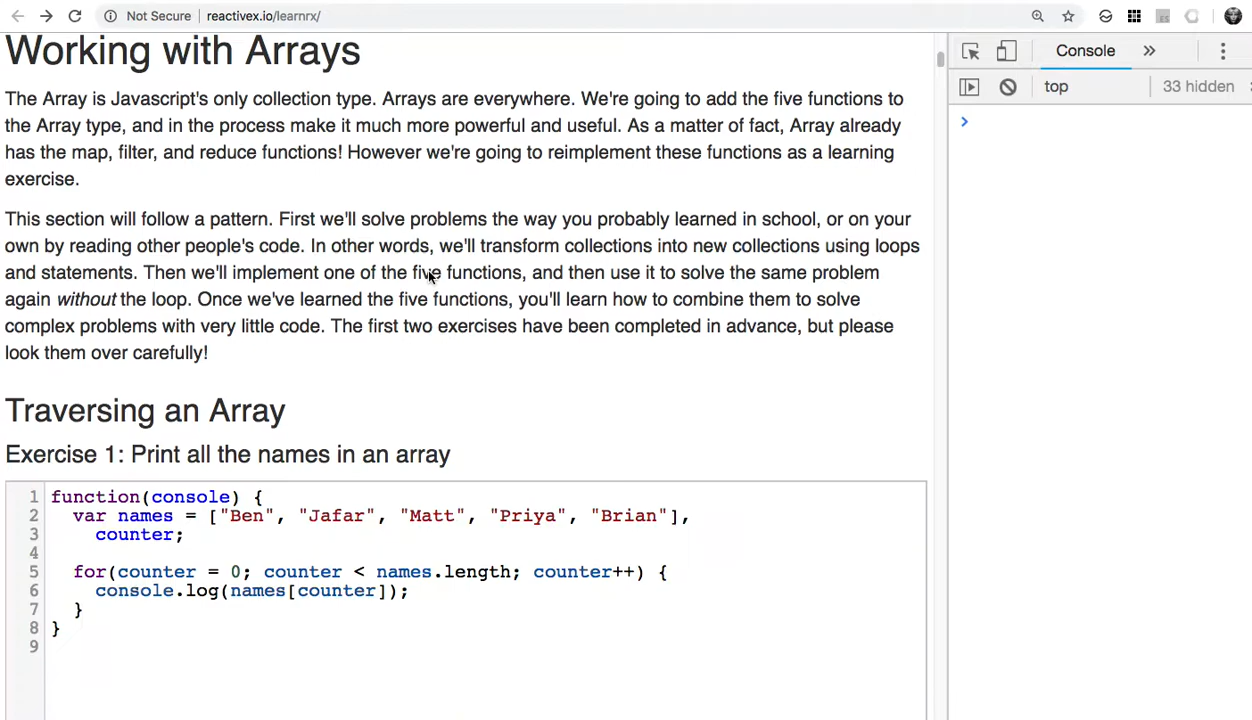 Not Secure | reactivex.io/learnrx/
Working with Arrays
The Array is Javascript's only collection type. Arrays are everywhere. We're going to add the five functions to
the Array type, and in the process make it much more powerful and useful. As a matter of fact, Array already
has the map, filter, and reduce functions! However we're going to reimplement these functions as a learning
exercise.
This section will follow a pattern. First we'll solve problems the way you probably learned in school, or on your
own by reading other people's code. In other words, we'll transform collections into new collections using loops
and statements. Then we'll implement one of the five functions, and then use it to solve the same problem
again without the loop. Once we've learned the five functions, you'll learn how to combine them to solve
complex problems with very little code. The first two exercises have been completed in advance, but please
look them over carefully!
Traversing an Array
Exercise 1: Print all the names in an array
1 function(console) {
2 var names = ["Ben", "Jafar", "Matt", "Priya", "Brian"],
3 counter;
4
5 for(counter = 0; counter < names.length; counter++) {
6 console.log(names[counter]);
7 }
8 }
9
Console »
top 33 hidden